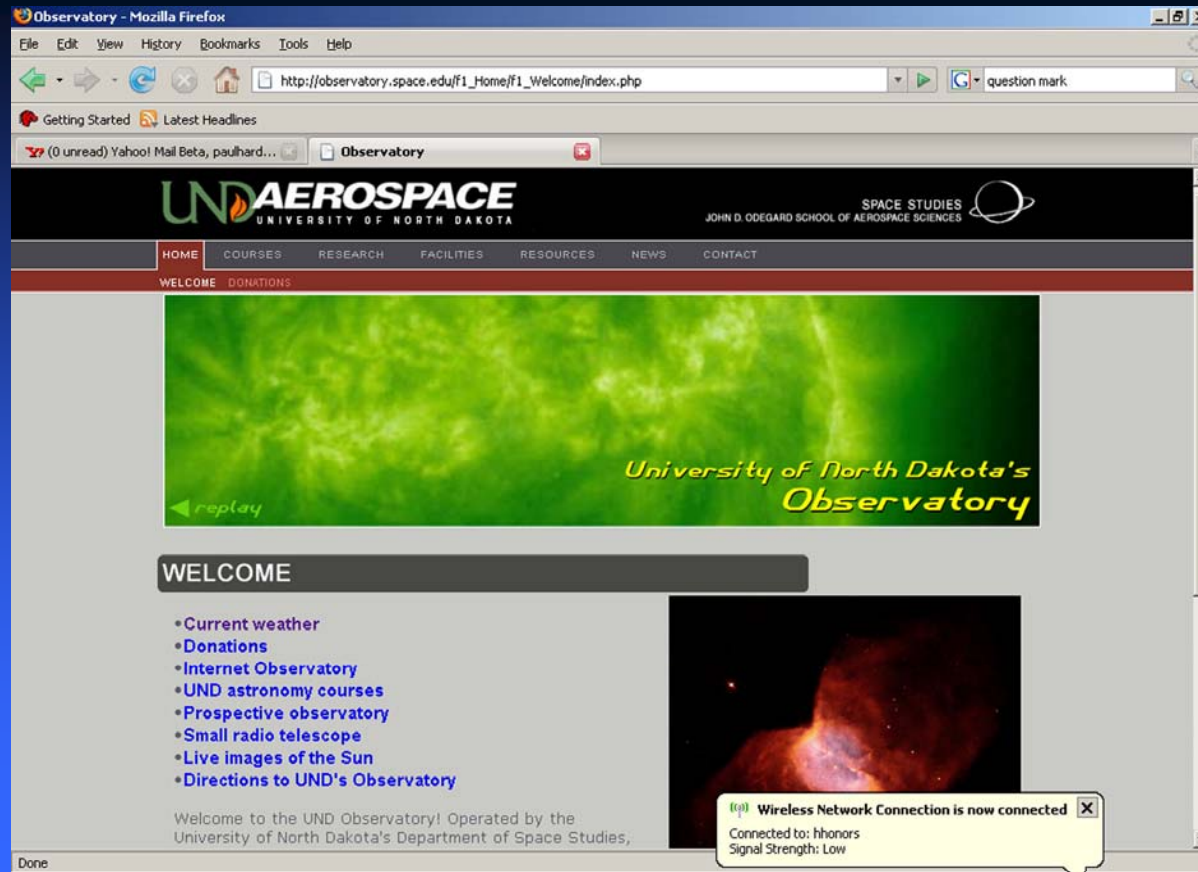 Observatory - Mozilla Firefox
File Edit View History Bookmarks Tools Help
http://observatory.space.edu/f1_Home/f1_Welcome/index.php
G question mark
Getting Started Latest Headlines
(0 unread) Yahoo! Mail Beta, paulhard... Observatory
UND AEROSPACE
UNIVERSITY OF NORTH DAKOTA
SPACE STUDIES
JOHN D. ODEGARD SCHOOL OF AEROSPACE SCIENCES
HOME COURSES RESEARCH FACILITIES RESOURCES NEWS CONTACT
WELCOME DONATIONS
University of North Dakota's
Observatory
replay
WELCOME
•Current weather
•Donations
•Internet Observatory
•UND astronomy courses
•Prospective observatory
•Small radio telescope
•Live images of the Sun
•Directions to UND's Observatory
Welcome to the UND Observatory! Operated by the
University of North Dakota's Department of Space Studies,
Wireless Network Connection is now connected
Connected to: hhonors
Signal Strength: Low
Done